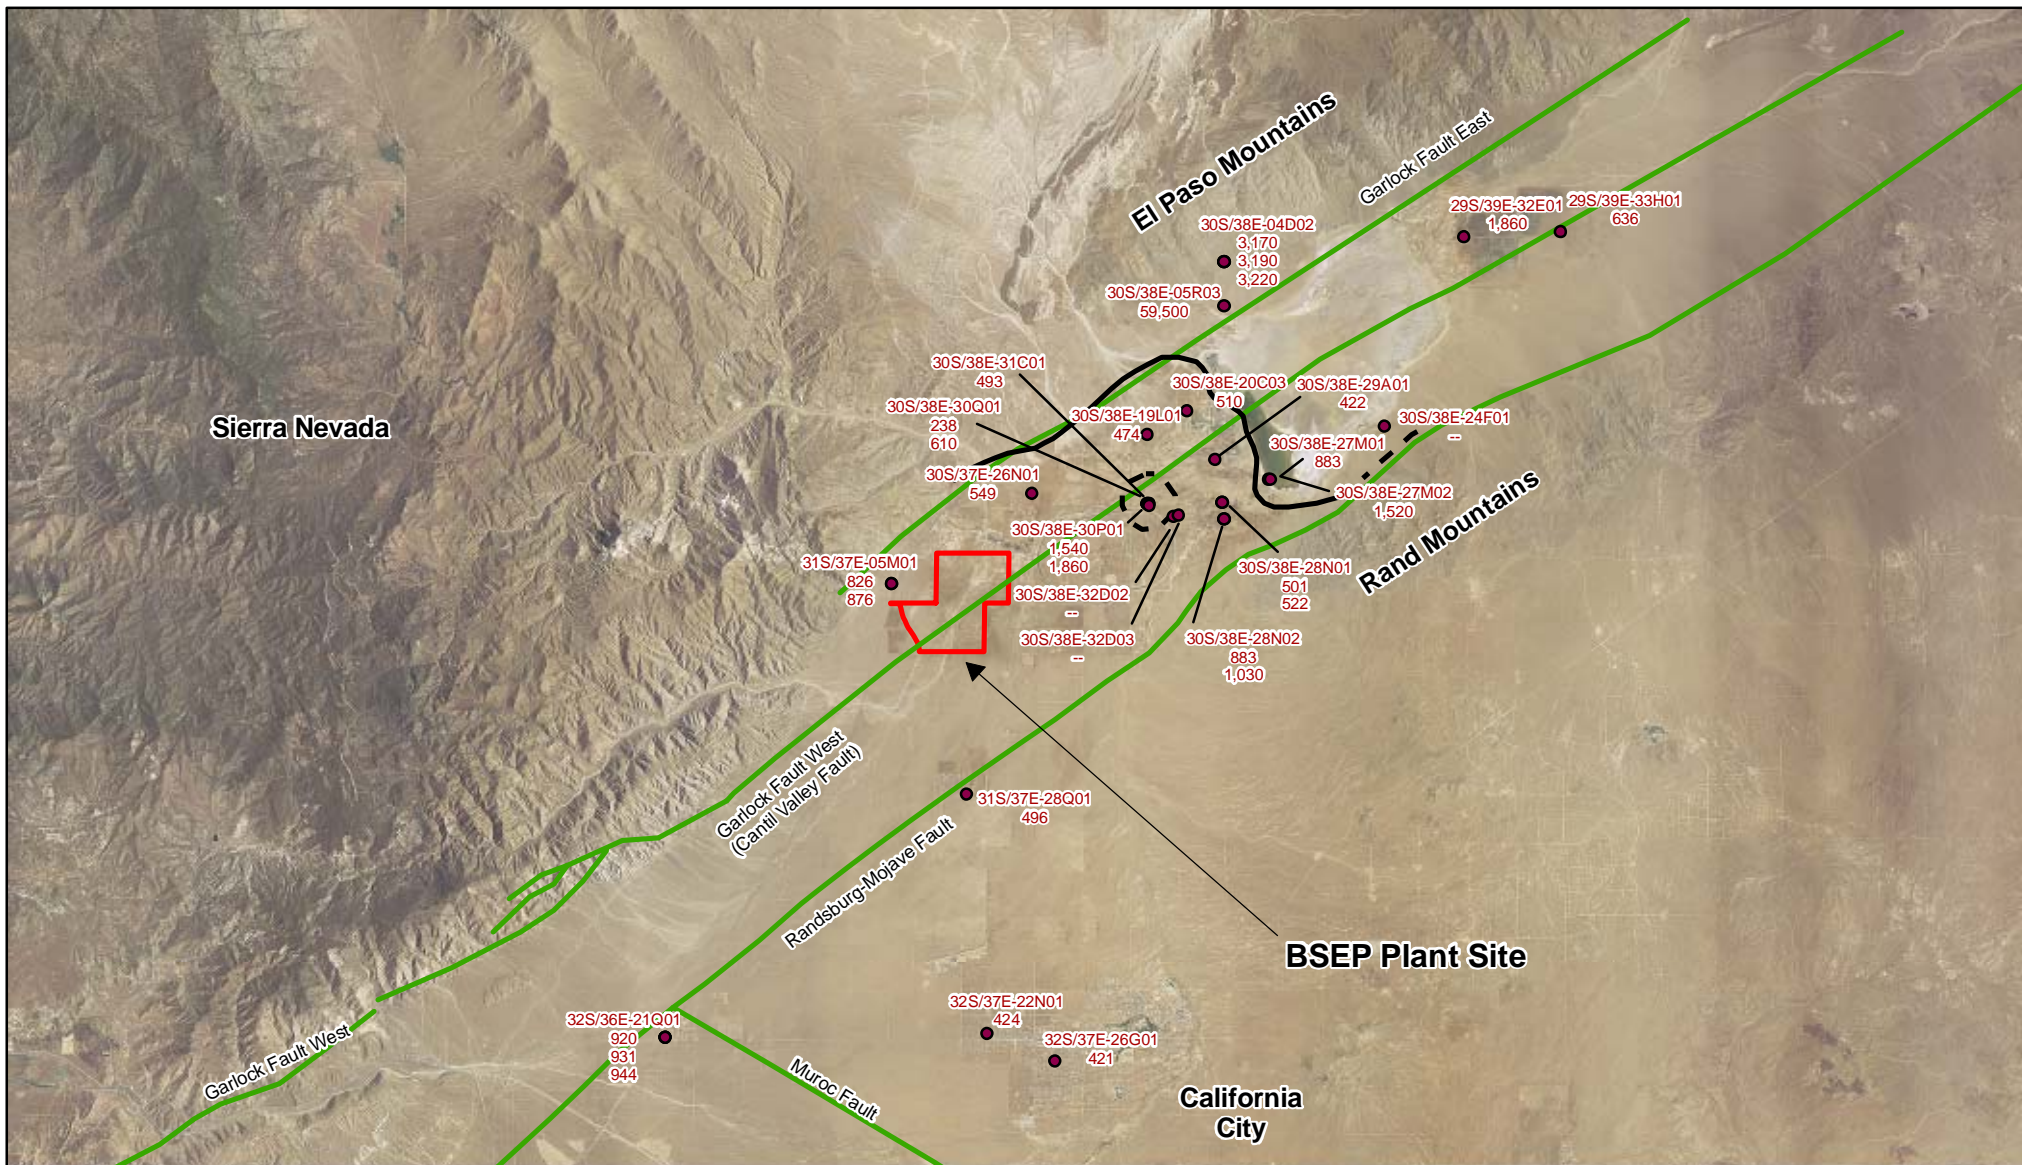 El Paso Mountains
Garlock Fault East
29S/39E-32E01
1,860
29S/39E-33H01
636
30S/38E-04D02
3,170
3,190
3,220
30S/38E-05R03
59,500
30S/38E-31C01
493
30S/38E-20C03
510
30S/38E-29A01
422
30S/38E-30Q01
238
610
30S/38E-19L01
474
30S/38E-24F01
--
Sierra Nevada
30S/38E-27M01
883
30S/37E-26N01
549
30S/38E-27M02
1,520
Rand Mountains
30S/38E-30P01
1,540
1,860
31S/37E-05M01
826
876
30S/38E-28N01
501
522
30S/38E-32D02
--
30S/38E-32D03
--
30S/38E-28N02
883
1,030
Garlock Fault West
(Cantil Valley Fault)
31S/37E-28Q01
496
Randsburg-Mojave Fault
BSEP Plant Site
32S/37E-22N01
424
32S/36E-21Q01
920
931
944
32S/37E-26G01
421
Garlock Fault West
Muroc Fault
California
City